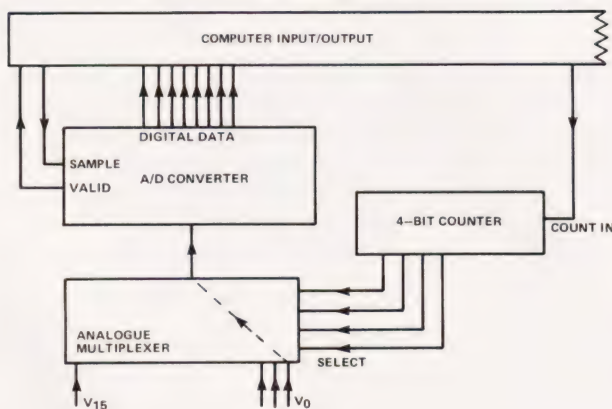 COMPUTER INPUT/OUTPUT
DIGITAL DATA
SAMPLE
A/D CONVERTER
VALID
4–BIT COUNTER
COUNT IN
ANALOGUE
MULTIPLEXER
SELECT
V15
V0